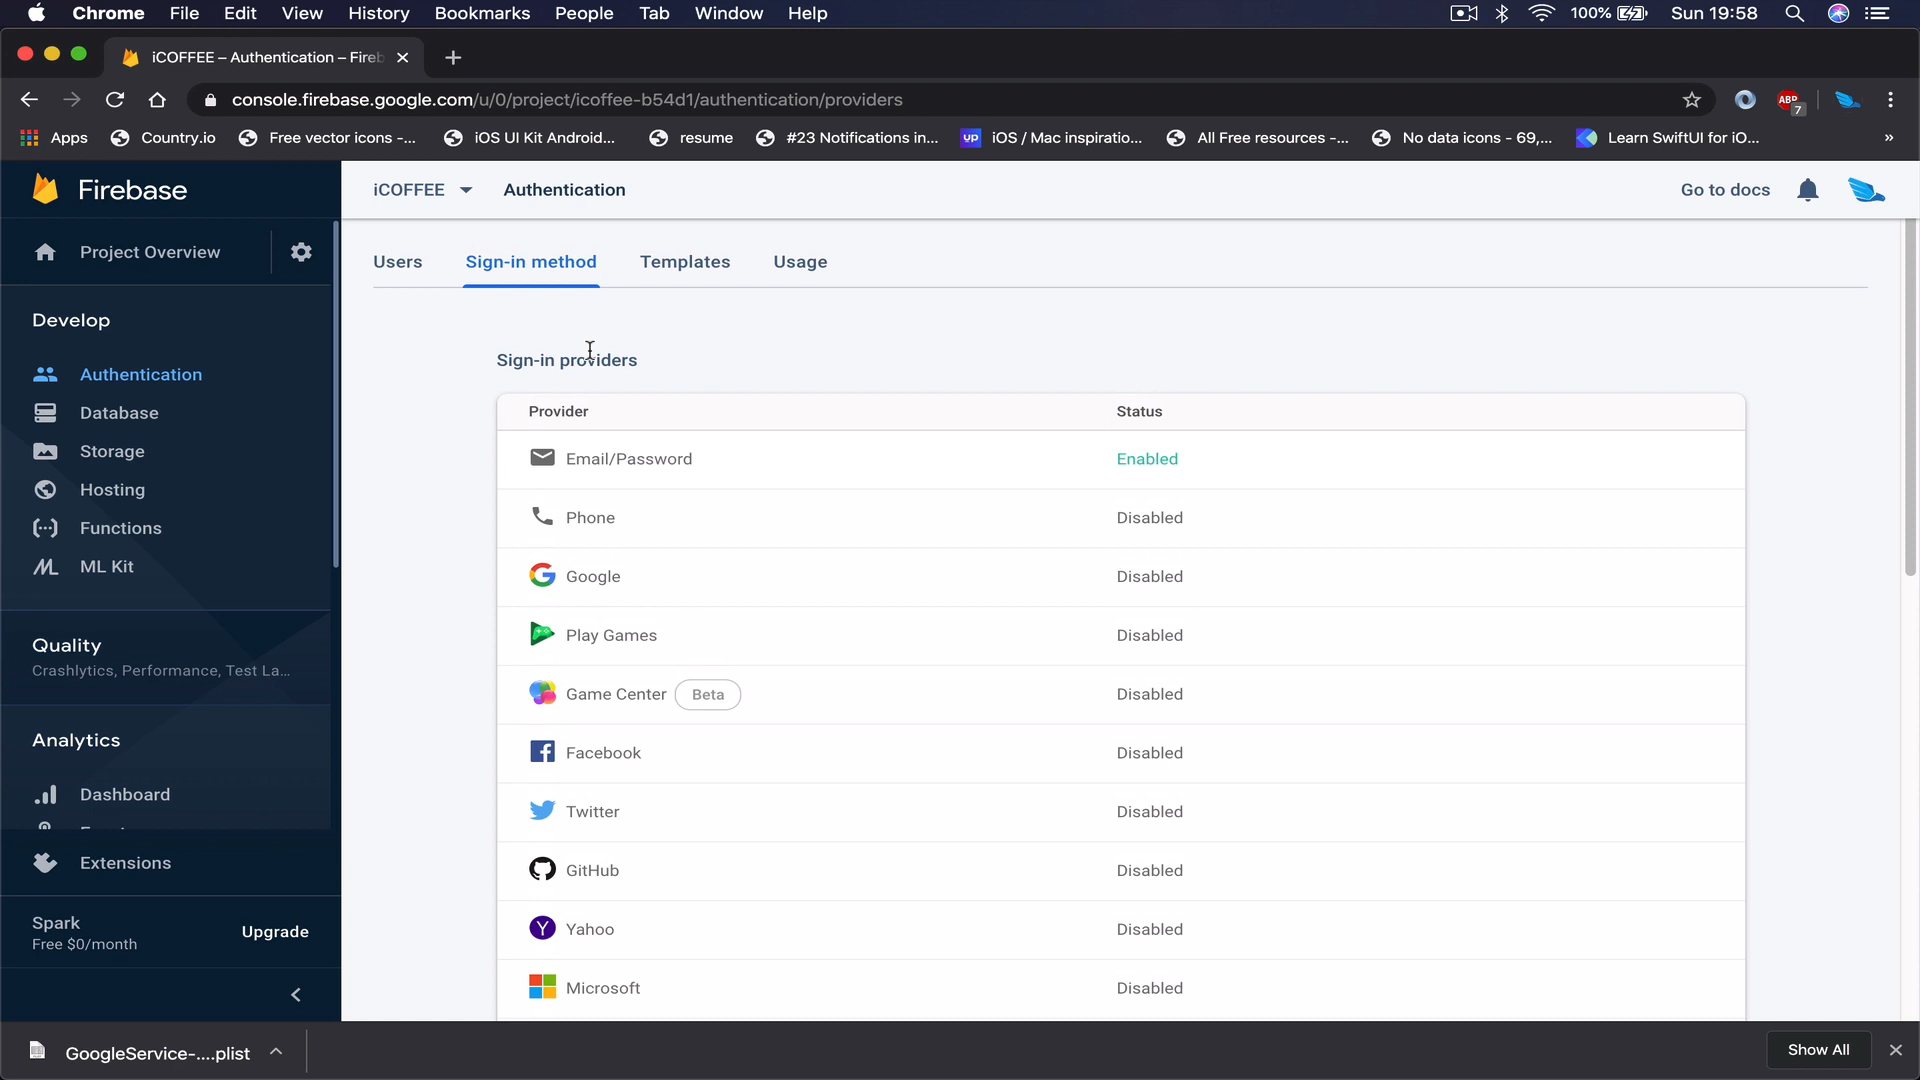 Chrome File Edit View History Bookmarks People Tab Window Help 100% Sun 19:58
iCOFFEE – Authentication – Fireb
console.firebase.google.com/u/0/project/icoffee-b54d1/authentication/providers ABP 7
Apps Country.io Free vector icons -... iOS UI Kit Android... resume #23 Notifications in... UP iOS / Mac inspiratio... All Free resources -... No data icons - 69,... Learn SwiftUI for iO... »
Firebase
iCOFFEE Authentication Go to docs
Project Overview
Users Sign-in method Templates Usage
Develop
Authentication
Database
Storage
Hosting
Functions
ML Kit
Quality
Crashlytics, Performance, Test La...
Analytics
Dashboard
Extensions
Spark
Free $0/month
Upgrade
Sign-in providers
Provider Status
Email/Password Enabled
Phone Disabled
Google Disabled
Play Games Disabled
Game Center Beta Disabled
Facebook Disabled
Twitter Disabled
GitHub Disabled
Yahoo Disabled
Microsoft Disabled
GoogleService-....plist Show All